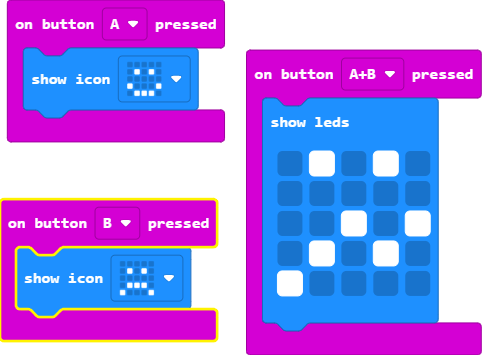 on button A pressed
show icon
on button B pressed
show icon
on button A+B pressed
show leds